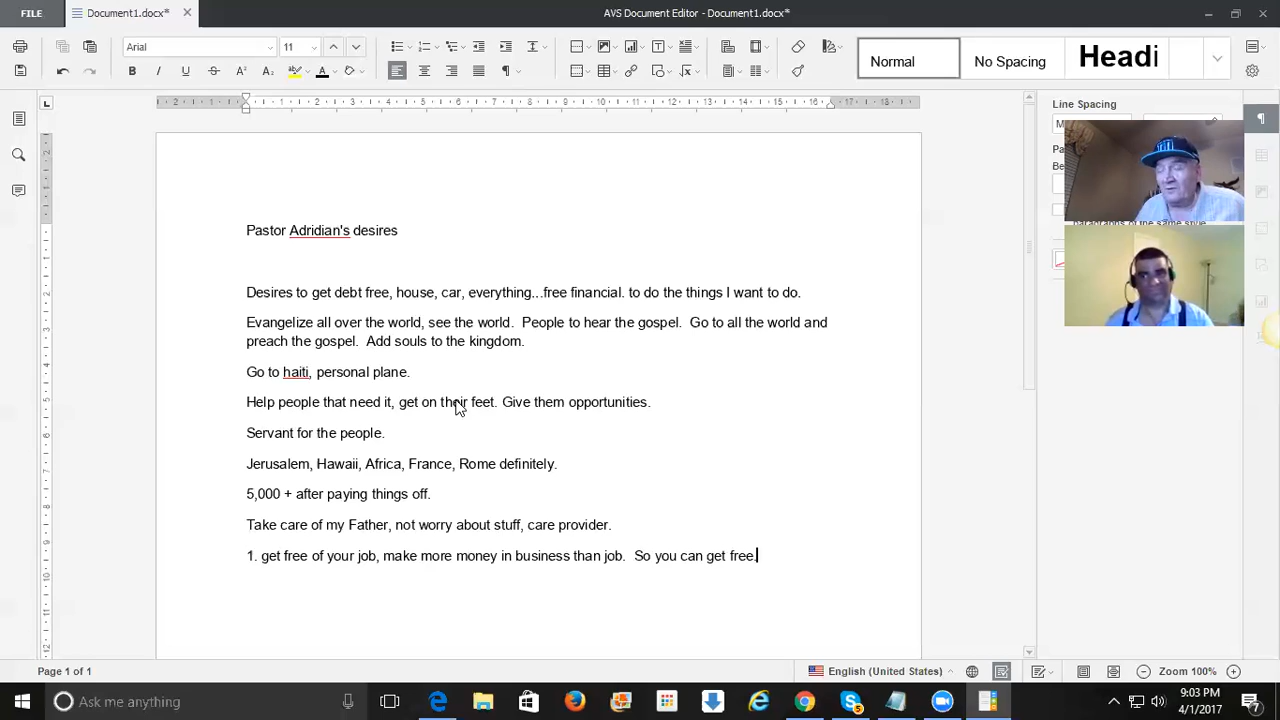 FILE
Document1.docx*
AVS Document Editor - Document1.docx*
Arial
11
Normal
No Spacing
Headi
Line Spacing
paragraphs of the same style
Pastor Adridian's desires
Desires to get debt free, house, car, everything...free financial. to do the things I want to do.
Evangelize all over the world, see the world.  People to hear the gospel.  Go to all the world and
preach the gospel.  Add souls to the kingdom.
Go to haiti, personal plane.
Help people that need it, get on their feet. Give them opportunities.
Servant for the people.
Jerusalem, Hawaii, Africa, France, Rome definitely.
5,000 + after paying things off.
Take care of my Father, not worry about stuff, care provider.
1. get free of your job, make more money in business than job.  So you can get free.
Page 1 of 1
English (United States)
Zoom 100%
Ask me anything
9:03 PM
4/1/2017